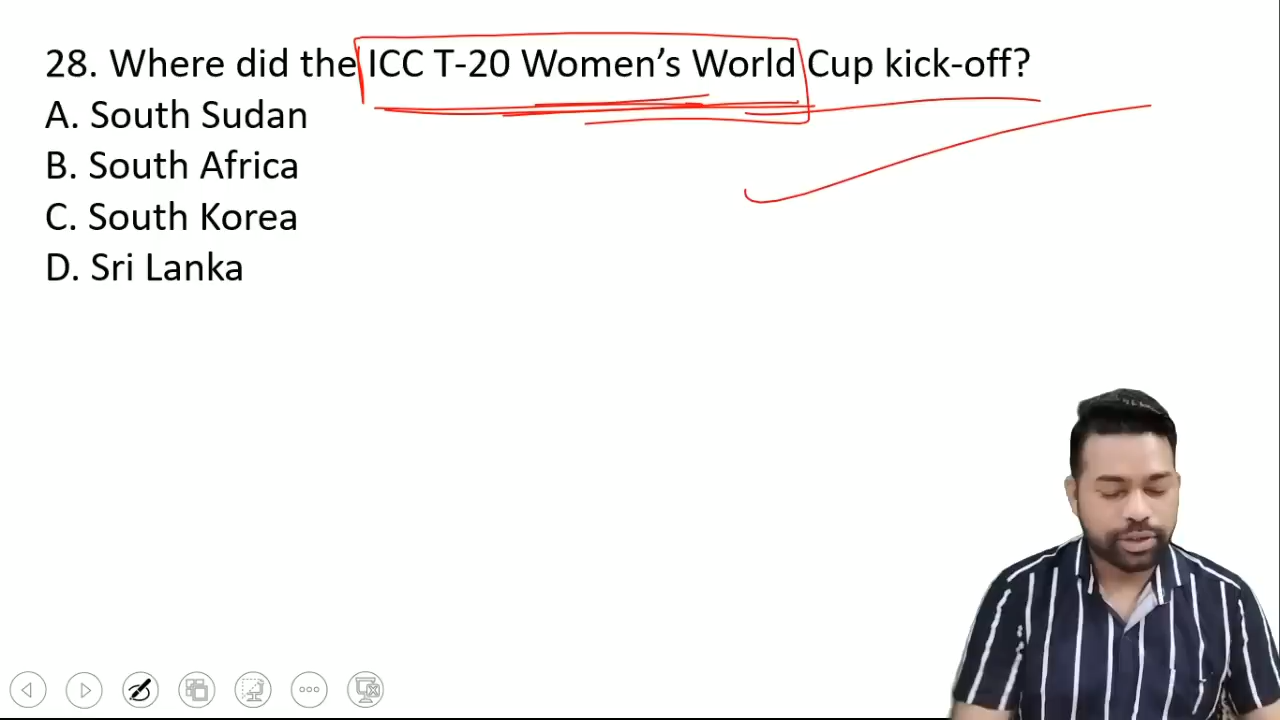 28. Where did the ICC T-20 Women’s World Cup kick-off?
A. South Sudan
B. South Africa
C. South Korea
D. Sri Lanka